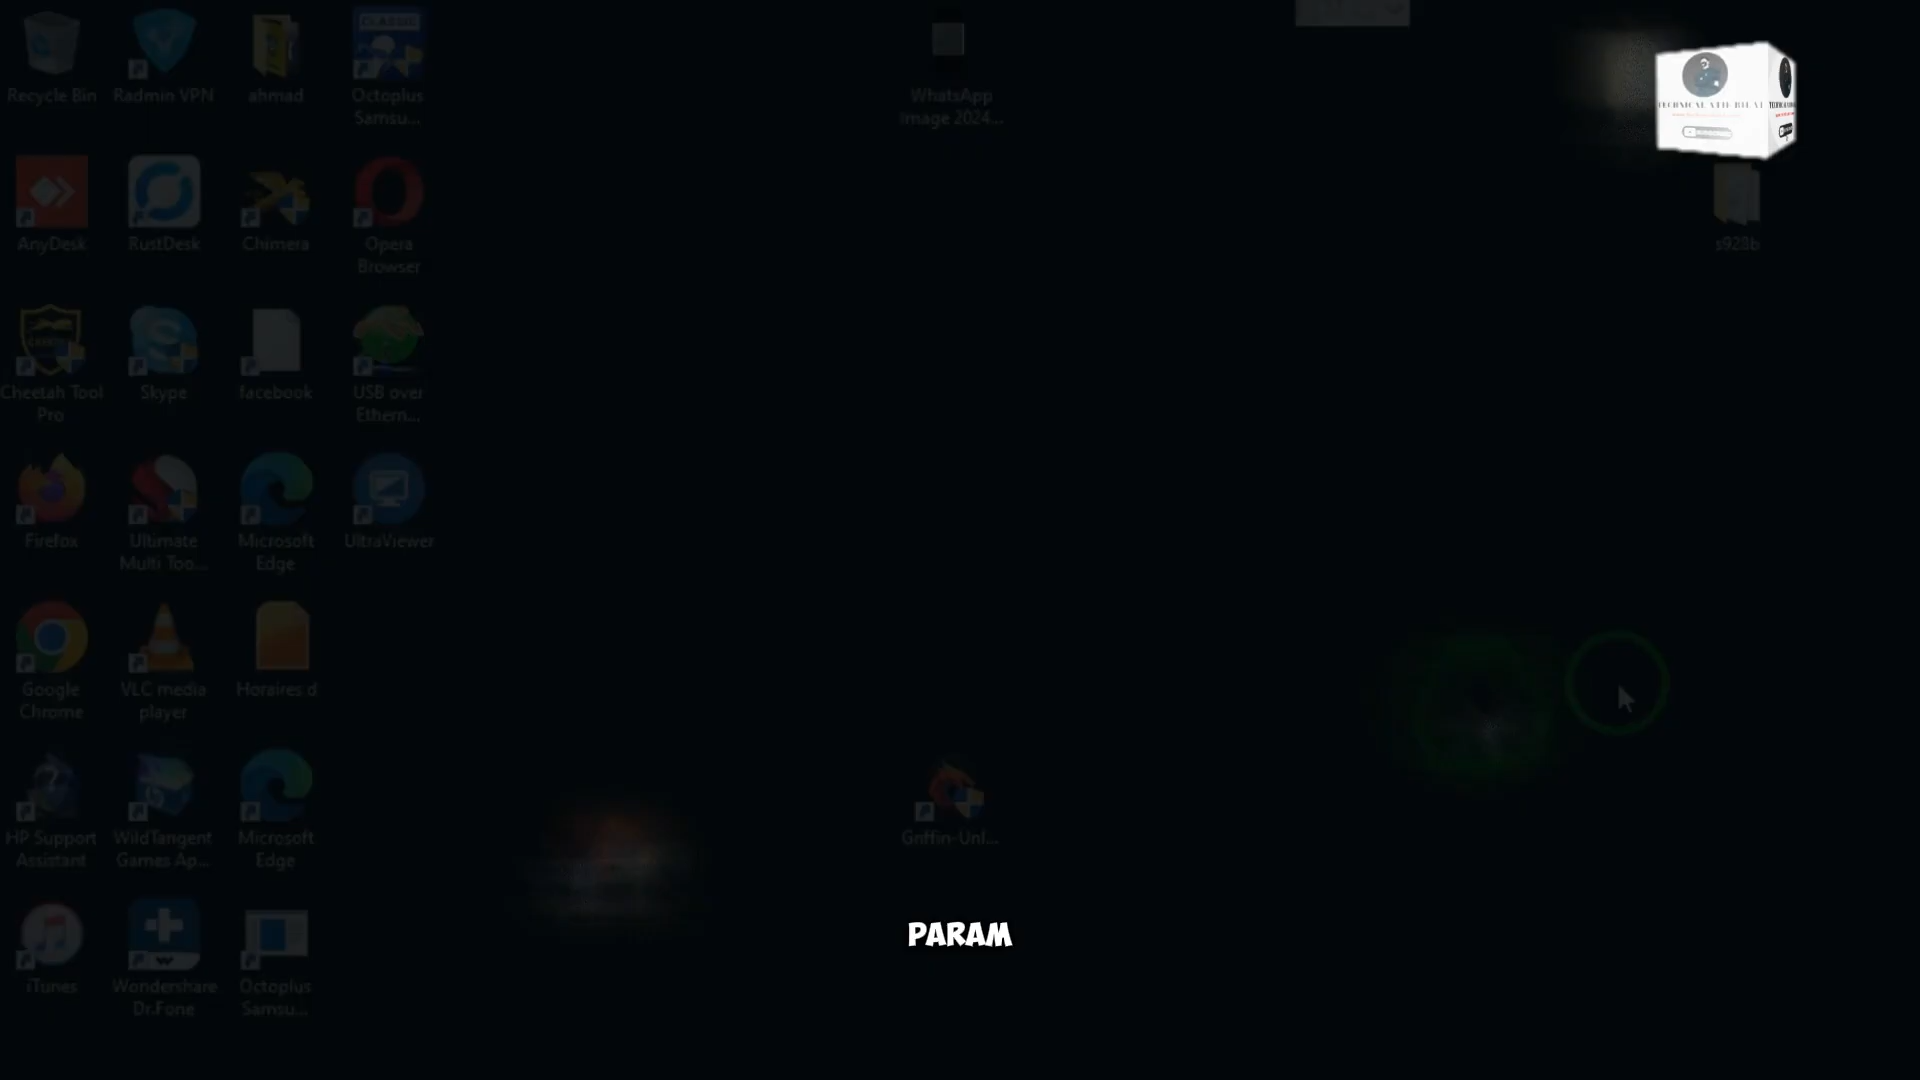 Recycle Bin
Radmin VPN
ahmad
CLASSIC
Octoplus
Samsu...
WhatsApp
image 2024...
s928b
AnyDesk
RustDesk
Chimera
Opera
Browser
Cheetah Tool
Pro
Skype
facebook
USB over
Ethern...
Firefox
Ultimate
Multi Too...
Microsoft
Edge
UltraViewer
Google
Chrome
VLC media
player
Horaires d
HP Support
Assistant
WildTangent
Games Ap...
Microsoft
Edge
Griffin-Unl...
PARAM
iTunes
Wondershare
Dr.Fone
Octoplus
Samsu...